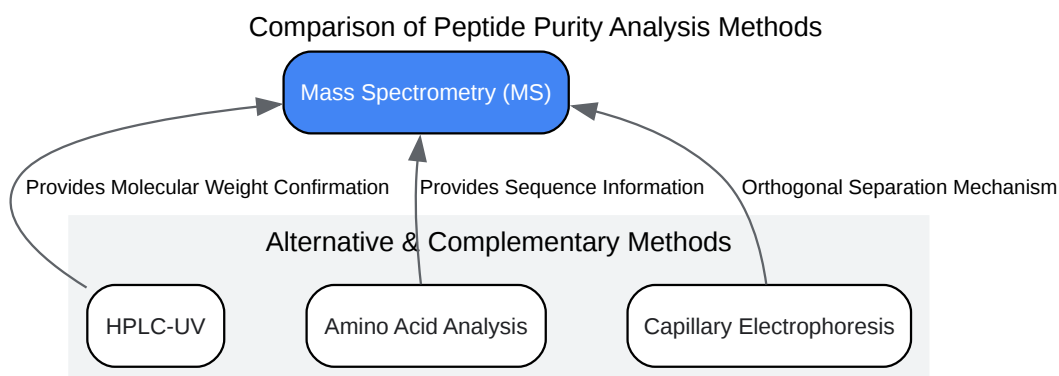 Comparison of Peptide Purity Analysis Methods
Mass Spectrometry (MS)
Provides Molecular Weight Confirmation
Provides Sequence Information
Orthogonal Separation Mechanism
Alternative & Complementary Methods
HPLC-UV
Amino Acid Analysis
Capillary Electrophoresis